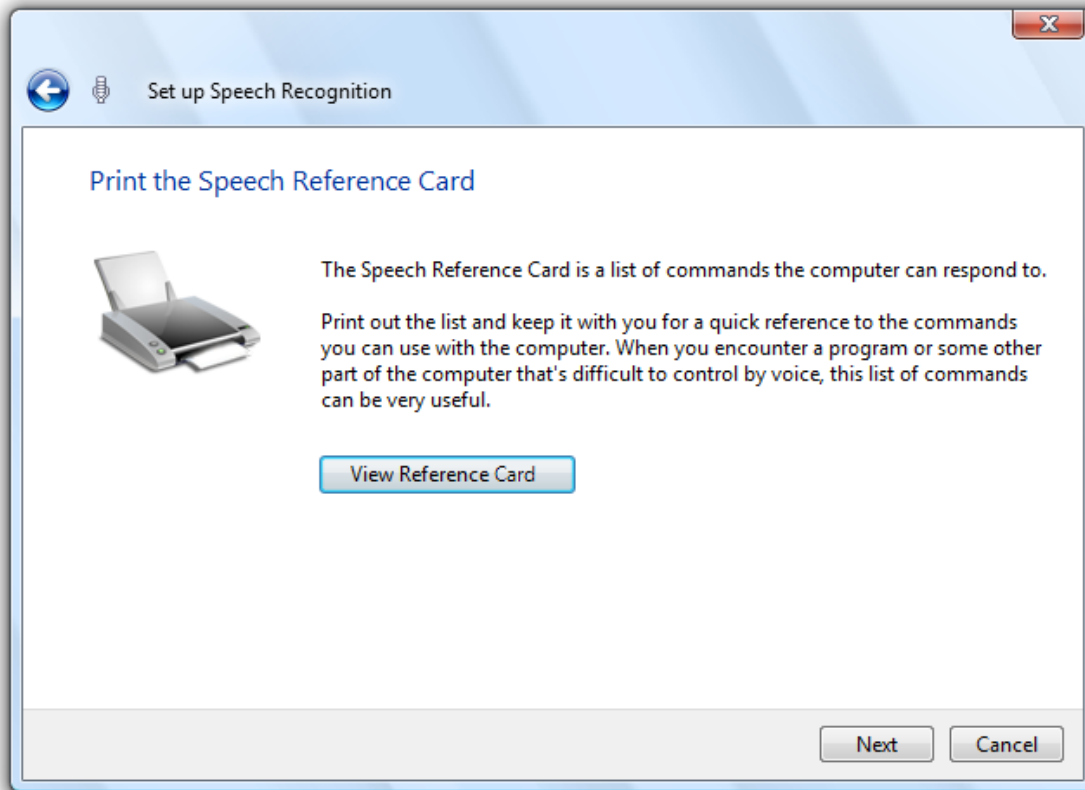 Set up Speech Recognition
Print the Speech Reference Card
The Speech Reference Card is a list of commands the computer can respond to.
Print out the list and keep it with you for a quick reference to the commands
you can use with the computer. When you encounter a program or some other
part of the computer that's difficult to control by voice, this list of commands
can be very useful.
View Reference Card
Next
Cancel